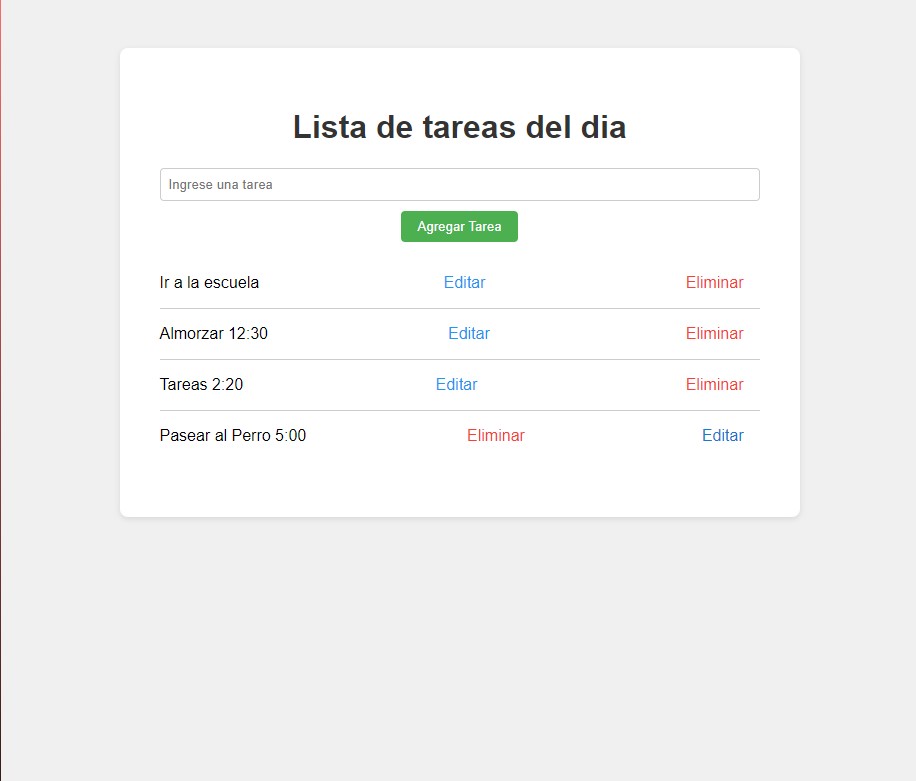 Lista de tareas del dia
Ingrese una tarea
Agregar Tarea
Ir a la escuela Editar Eliminar
Almorzar 12:30 Editar Eliminar
Tareas 2:20 Editar Eliminar
Pasear al Perro 5:00 Eliminar Editar